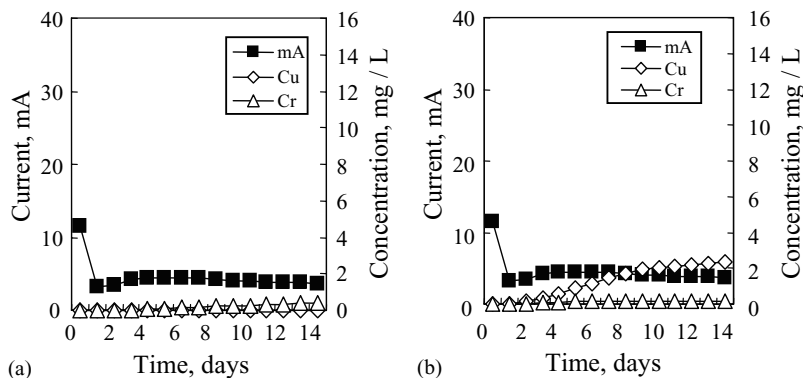 40
30
20
10
0
Current, mA
mA
Cu
Cr
16
14
12
10
8
6
4
2
0
Concentration, mg / L
0 2 4 6 8 10 12 14
Time, days
(a)
40
30
20
10
0
Current, mA
mA
Cu
Cr
16
14
12
10
8
6
4
2
0
Concentration, mg / L
0 2 4 6 8 10 12 14
Time, days
(b)